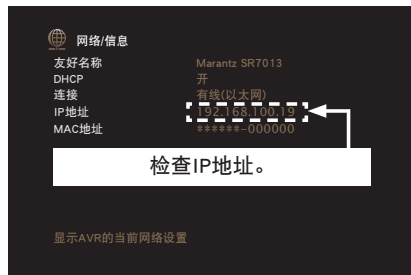 网络/信息
友好名称 Marantz SR7013
DHCP 开
连接 有线(以太网)
IP地址 192.168.100.19
MAC地址 ******-000000
检查IP地址。
显示AVR的当前网络设置